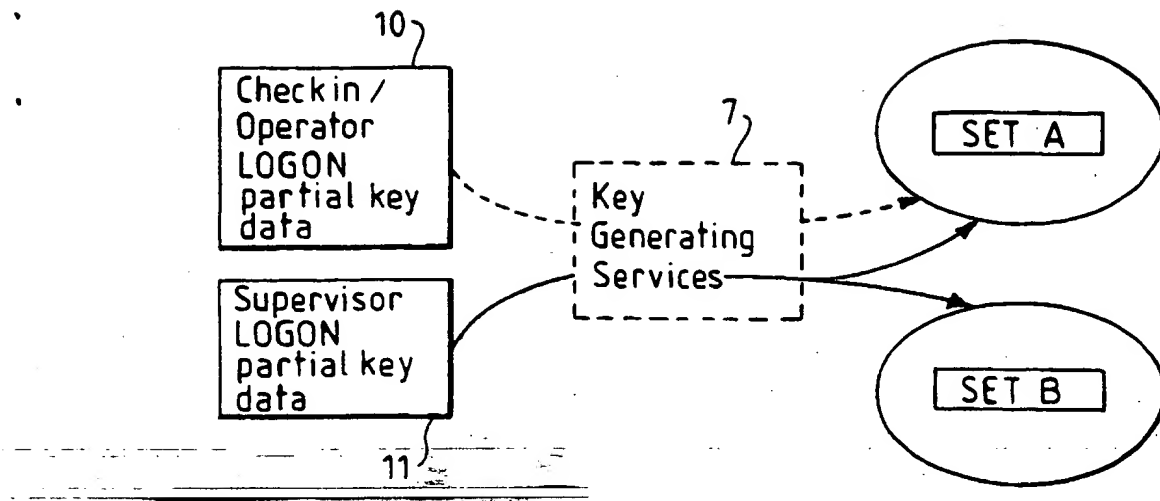 10
Checkin /
Operator
LOGON
partial key
data
7
Key
Generating
Services
SET A
Supervisor
LOGON
partial key
data
11
SET B